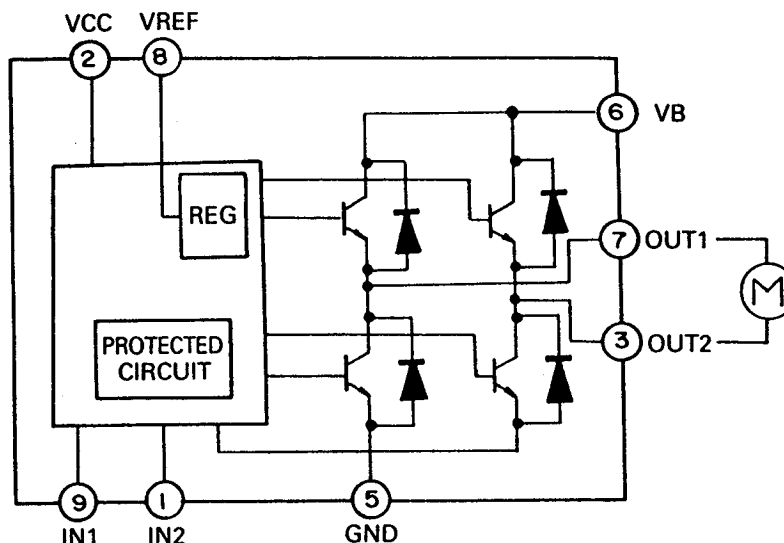 VCC VREF
2 8
6 VB
REG
7 OUT1
M
3 OUT2
PROTECTED
CIRCUIT
9 1 5
IN1 IN2 GND